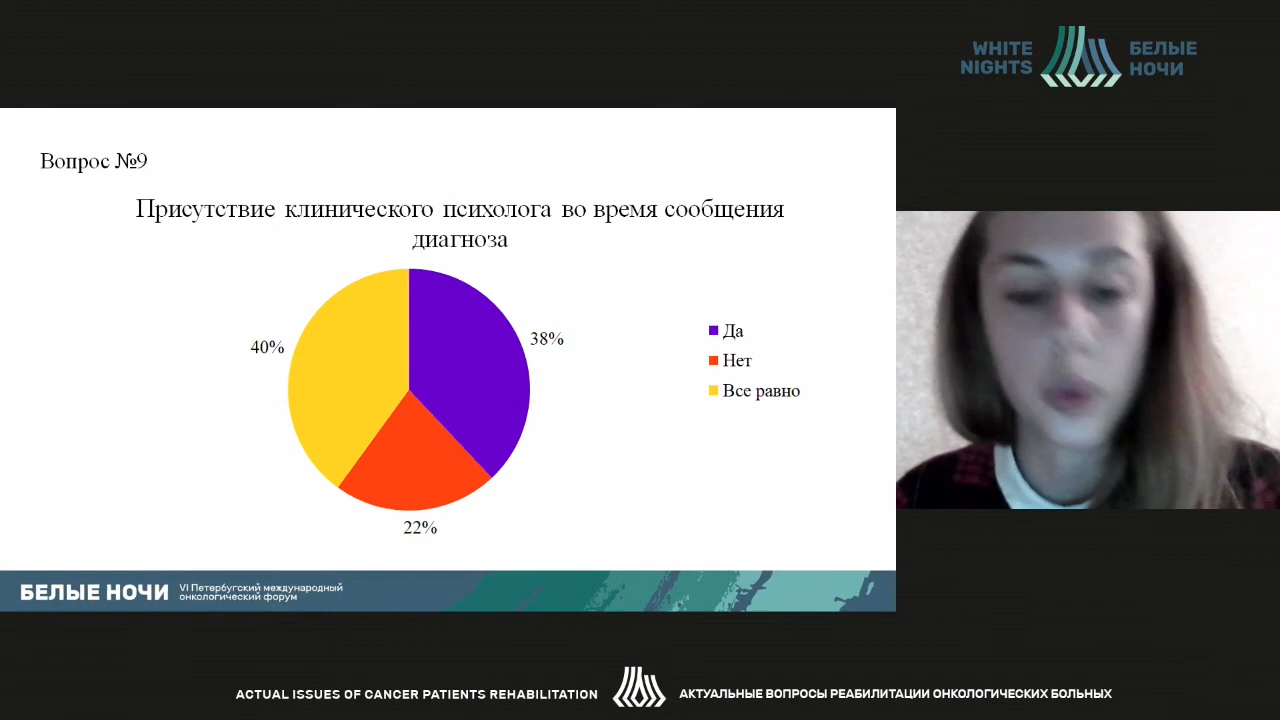 WHITE
NIGHTS
БЕЛЫЕ
НОЧИ
Вопрос №9
Присутствие клинического психолога во время сообщения
диагноза
40%
38%
22%
Да
Нет
Все равно
БЕЛЫЕ НОЧИ
VI Петербугский международный
онкологический форум
ACTUAL ISSUES OF CANCER PATIENTS REHABILITATION
АКТУАЛЬНЫЕ ВОПРОСЫ РЕАБИЛИТАЦИИ ОНКОЛОГИЧЕСКИХ БОЛЬНЫХ